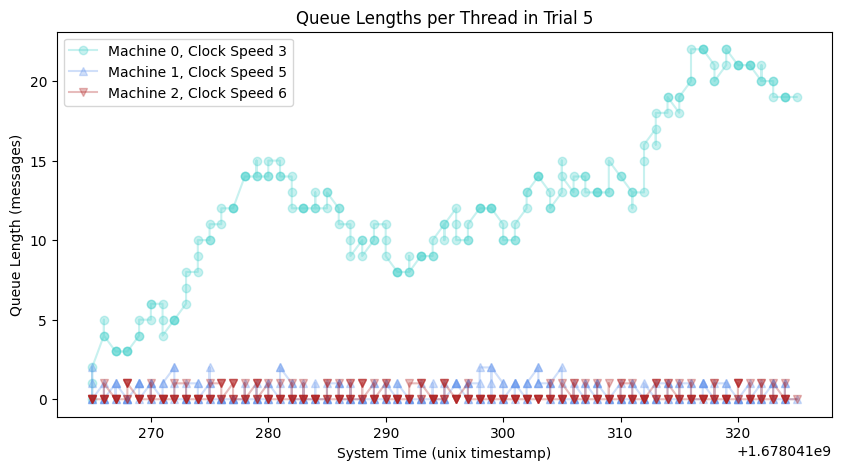 Queue Lengths per Thread in Trial 5
Machine 0, Clock Speed 3
Machine 1, Clock Speed 5
Machine 2, Clock Speed 6
Queue Length (messages)
20
15
10
5
0
270
280
290
300
310
320
+1.678041e9
System Time (unix timestamp)